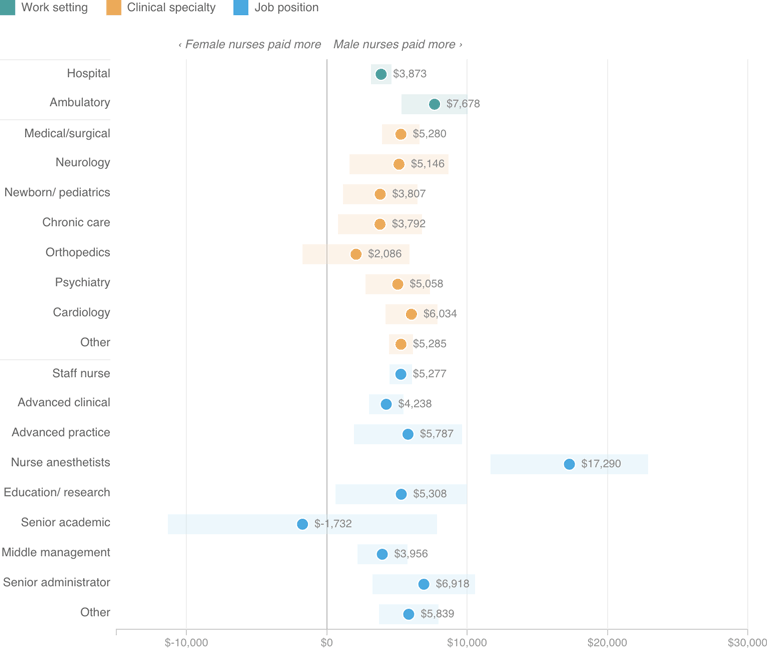 Work setting Clinical specialty Job position
‹ Female nurses paid more Male nurses paid more ›
Hospital $3,873
Ambulatory $7,678
Medical/surgical $5,280
Neurology $5,146
Newborn/ pediatrics $3,807
Chronic care $3,792
Orthopedics $2,086
Psychiatry $5,058
Cardiology $6,034
Other $5,285
Staff nurse $5,277
Advanced clinical $4,238
Advanced practice $5,787
Nurse anesthetists $17,290
Education/ research $5,308
Senior academic $-1,732
Middle management $3,956
Senior administrator $6,918
Other $5,839
$-10,000 $0 $10,000 $20,000 $30,000